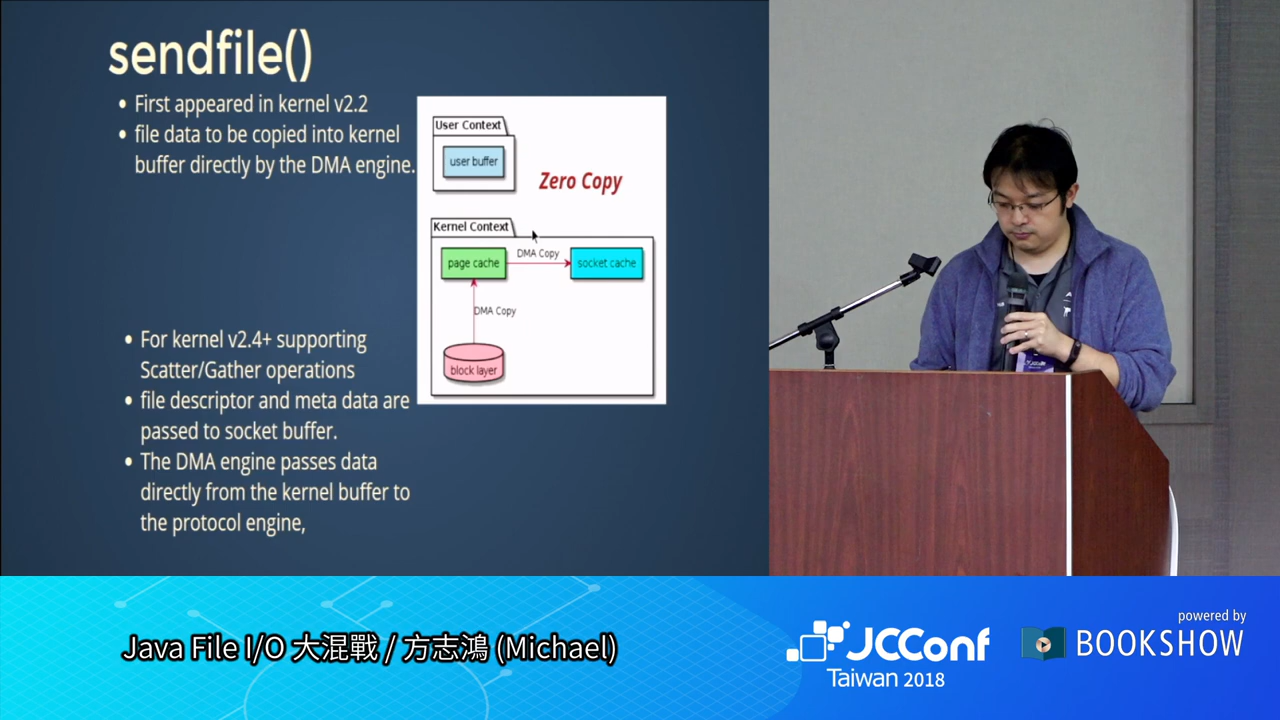 sendfile()
• First appeared in kernel v2.2
• file data to be copied into kernel
buffer directly by the DMA engine.
User Context
user buffer
Zero Copy
Kernel Context
page cache
DMA Copy
socket cache
DMA Copy
block layer
• For kernel v2.4+ supporting
Scatter/Gather operations
• file descriptor and meta data are
passed to socket buffer.
• The DMA engine passes data
directly from the kernel buffer to
the protocol engine,
Java File I/O 大混戰 / 方志鴻 (Michael)
JCConf
Taiwan 2018
powered by
BOOKSHOW